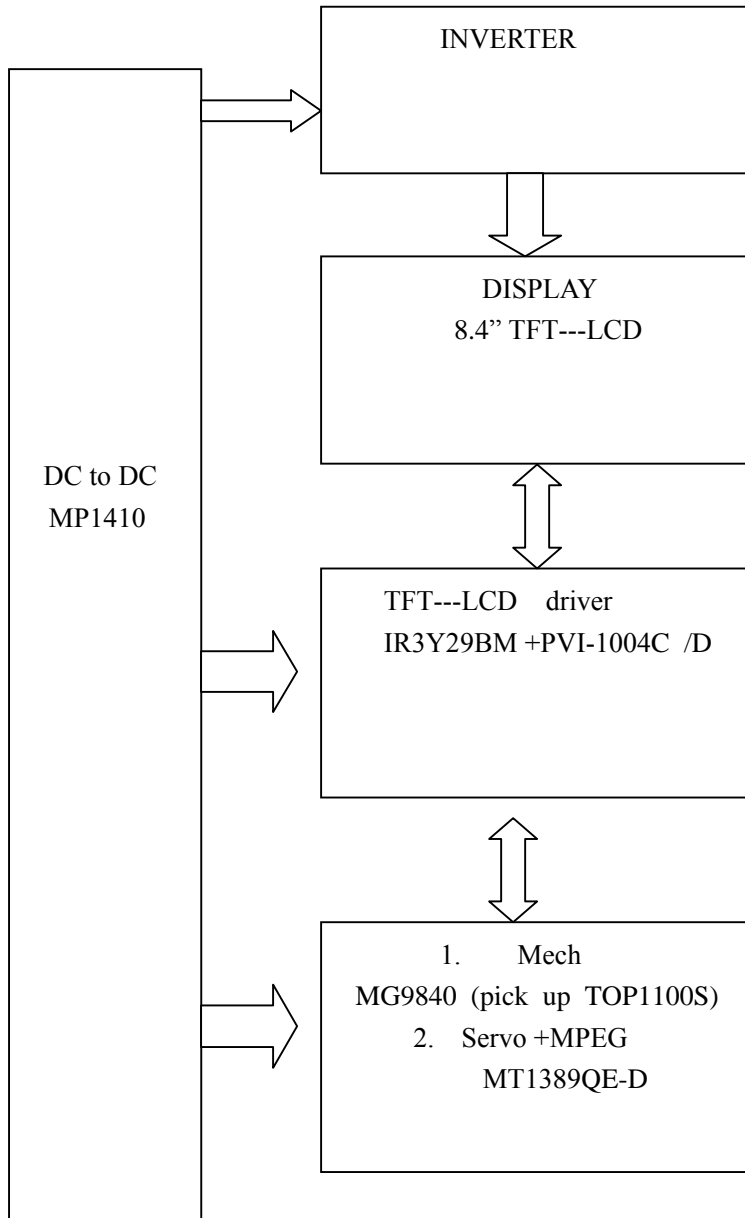 INVERTER
DISPLAY
8.4” TFT---LCD
DC to DC
MP1410
TFT---LCD driver
IR3Y29BM +PVI-1004C /D
1. Mech
MG9840 (pick up TOP1100S)
2. Servo +MPEG
MT1389QE-D